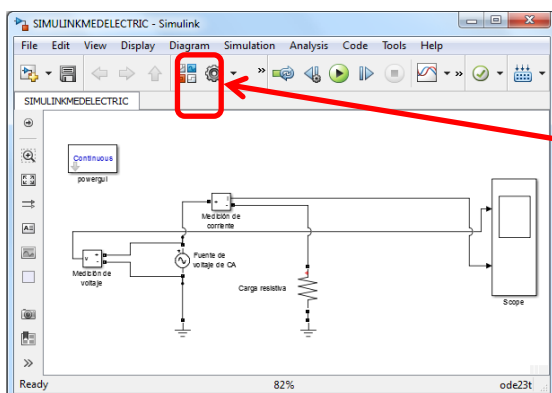 SIMULINKMEDELECTRIC - Simulink
File Edit View Display Diagram Simulation Analysis Code Tools Help
SIMULINKMEDELECTRIC
Continuous
powergui
Medición de
corriente
Medición de
voltaje
Fuente de
voltaje de CA
Carga resistiva
Scope
Ready 82% ode23t